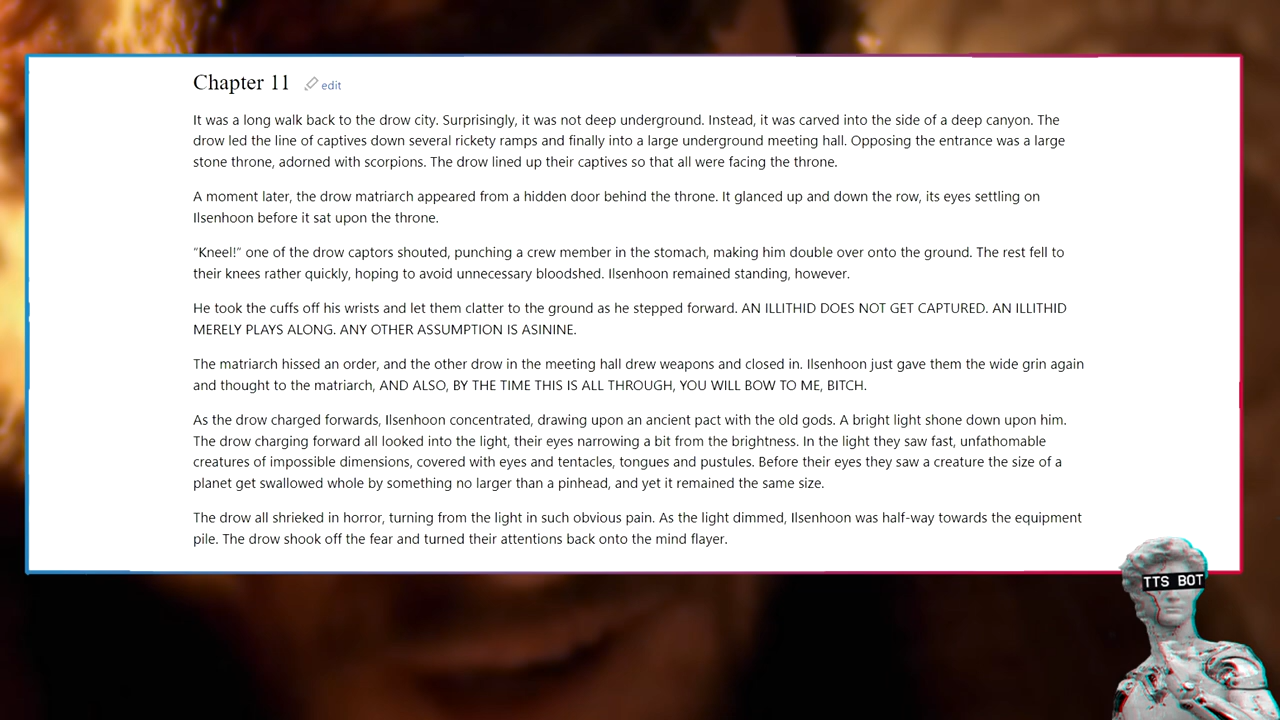 Chapter 11 edit
It was a long walk back to the drow city. Surprisingly, it was not deep underground. Instead, it was carved into the side of a deep canyon. The
drow led the line of captives down several rickety ramps and finally into a large underground meeting hall. Opposing the entrance was a large
stone throne, adorned with scorpions. The drow lined up their captives so that all were facing the throne.
A moment later, the drow matriarch appeared from a hidden door behind the throne. It glanced up and down the row, its eyes settling on
Ilsenhoon before it sat upon the throne.
“Kneel!” one of the drow captors shouted, punching a crew member in the stomach, making him double over onto the ground. The rest fell to
their knees rather quickly, hoping to avoid unnecessary bloodshed. Ilsenhoon remained standing, however.
He took the cuffs off his wrists and let them clatter to the ground as he stepped forward. AN ILLITHID DOES NOT GET CAPTURED. AN ILLITHID
MERELY PLAYS ALONG. ANY OTHER ASSUMPTION IS ASININE.
The matriarch hissed an order, and the other drow in the meeting hall drew weapons and closed in. Ilsenhoon just gave them the wide grin again
and thought to the matriarch, AND ALSO, BY THE TIME THIS IS ALL THROUGH, YOU WILL BOW TO ME, BITCH.
As the drow charged forwards, Ilsenhoon concentrated, drawing upon an ancient pact with the old gods. A bright light shone down upon him.
The drow charging forward all looked into the light, their eyes narrowing a bit from the brightness. In the light they saw fast, unfathomable
creatures of impossible dimensions, covered with eyes and tentacles, tongues and pustules. Before their eyes they saw a creature the size of a
planet get swallowed whole by something no larger than a pinhead, and yet it remained the same size.
The drow all shrieked in horror, turning from the light in such obvious pain. As the light dimmed, Ilsenhoon was half-way towards the equipment
pile. The drow shook off the fear and turned their attentions back onto the mind flayer.
TTS BOT